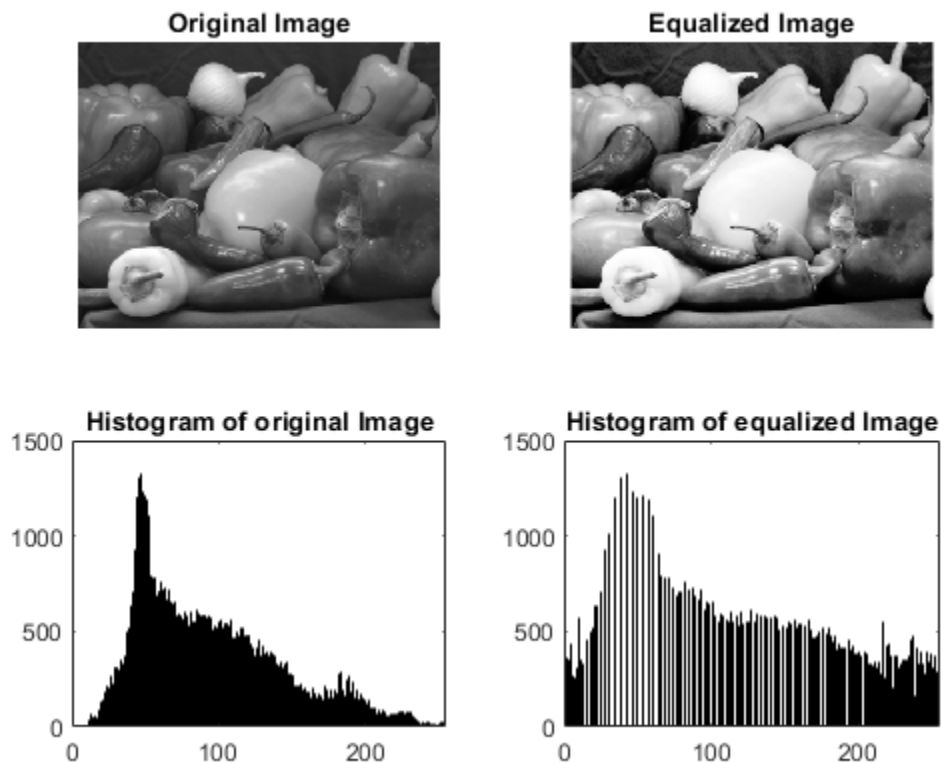 Original Image
Equalized Image
Histogram of original Image
Histogram of equalized Image
1500
1000
500
0
0 100 200
1500
1000
500
0
0 100 200